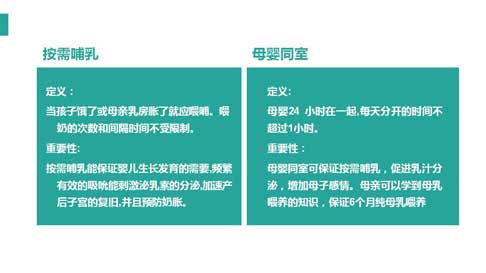 按需哺乳
定义：
当孩子饿了或母亲乳房胀了就应喂哺。喂
奶的次数和间隔时间不受限制。
重要性:
按需哺乳能保证婴儿生长发育的需要,频繁
有效的吸吮能刺激泌乳素的分泌,加速产
后子宫的复旧,并且预防奶胀。
母婴同室
定义:
母婴24 小时在一起,每天分开的时间不
超过1小时。
重要性：
母婴同室可保证按需哺乳，促进乳汁分
泌，增加母子感情。母亲可以学到母乳
喂养的知识，保证6个月纯母乳喂养